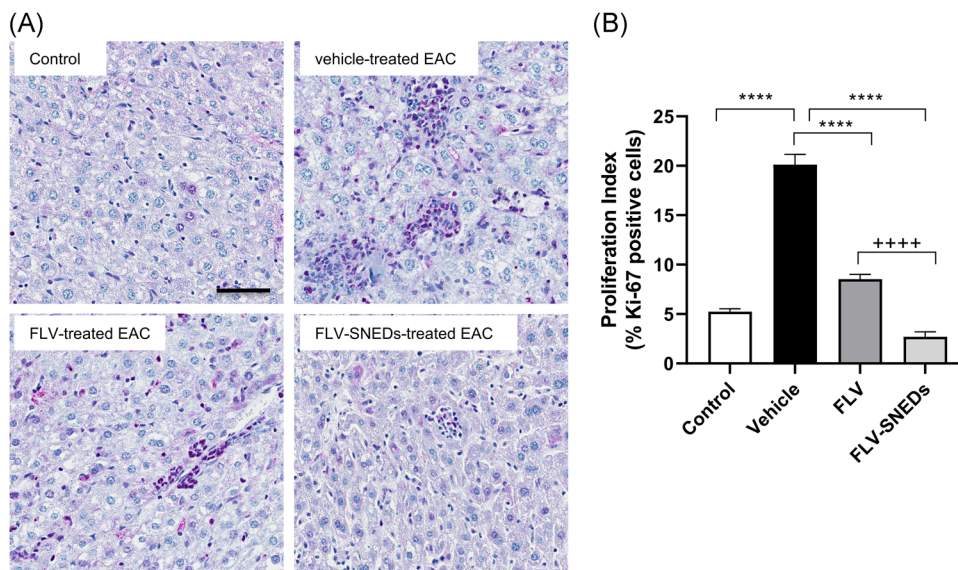 (A)
Control
vehicle-treated EAC
FLV-treated EAC
FLV-SNEDs-treated EAC
(B)
**** ****
****
++++
Proliferation Index
(% Ki-67 positive cells)
25
20
15
10
5
0
Control
Vehicle
FLV
FLV-SNEDs